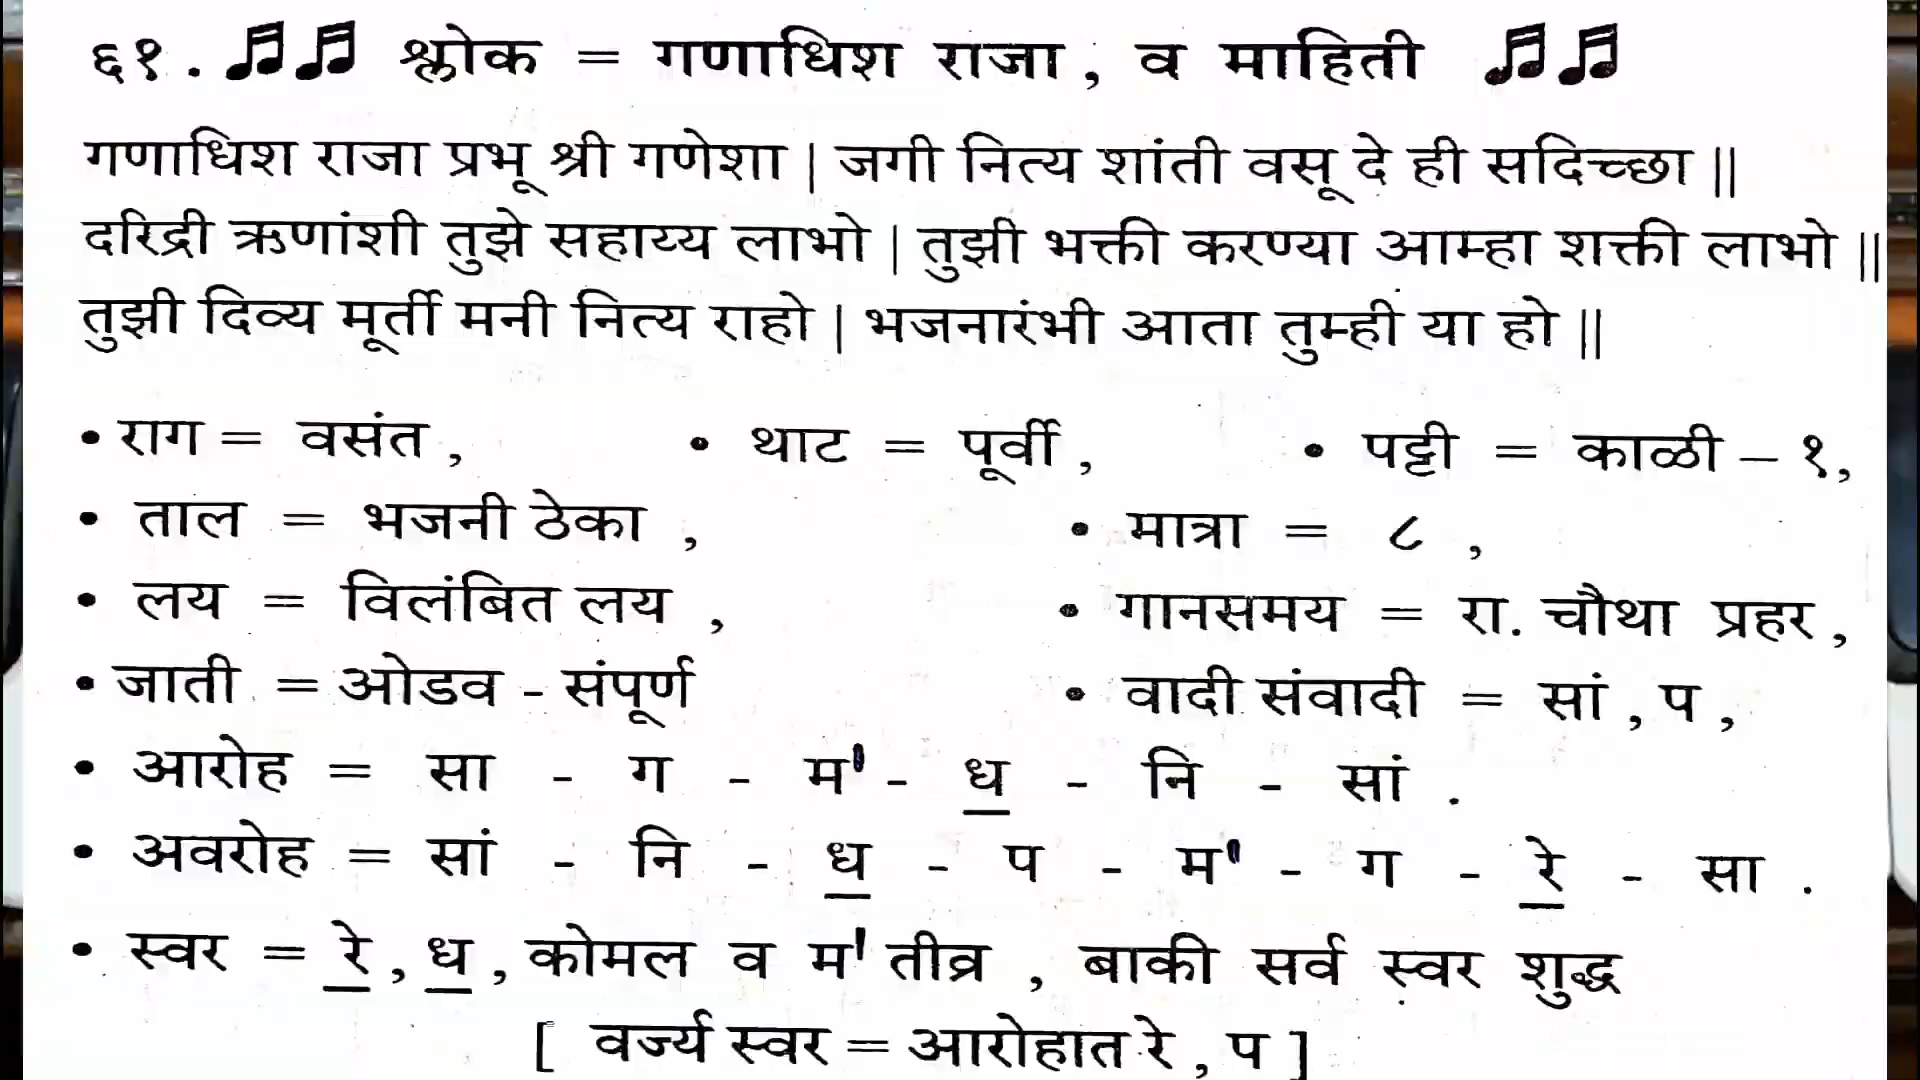 ६१. ♫♫ श्लोक = गणाधिश राजा, व माहिती ♫♫
गणाधिश राजा प्रभू श्री गणेशा | जगी नित्य शांती वसू दे ही सदिच्छा ||
दरिद्री ऋणांशी तुझे सहाय्य लाभो | तुझी भक्ती करण्या आम्हा शक्ती लाभो ||
तुझी दिव्य मूर्ती मनी नित्य राहो | भजनारंभी आता तुम्ही या हो ||
• राग = वसंत, • थाट = पूर्वी, • पट्टी = काळी – १,
• ताल = भजनी ठेका, • मात्रा = ८,
• लय = विलंबित लय, • गानसमय = रा. चौथा प्रहर,
• जाती = ओडव - संपूर्ण • वादी संवादी = सां, प,
• आरोह = सा - ग - म' - ध॒ - नि - सां.
• अवरोह = सां - नि - ध॒ - प - म' - ग - रे॒ - सा.
• स्वर = रे॒, ध॒, कोमल व म' तीव्र, बाकी सर्व स्वर शुद्ध
[ वर्ज्य स्वर = आरोहात रे, प ]